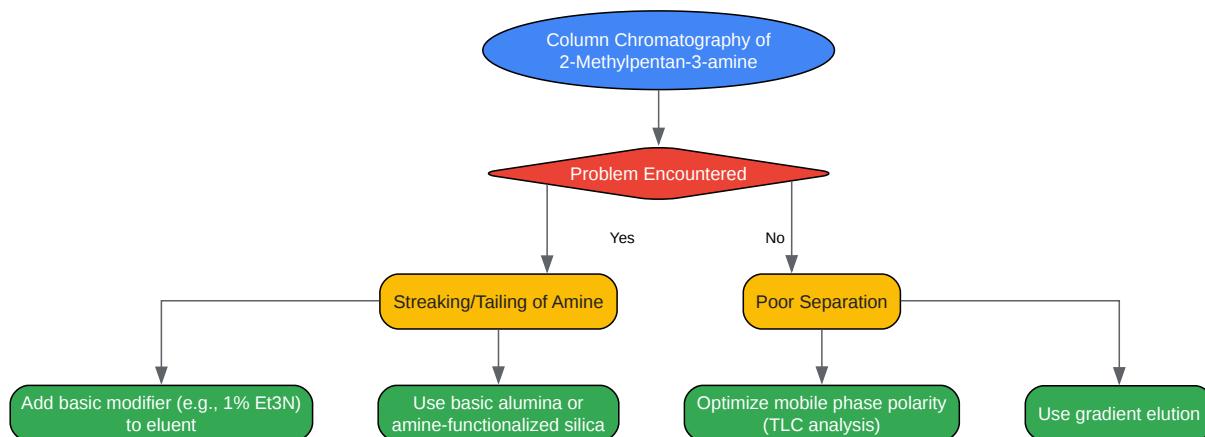 Column Chromatography of
2-Methylpentan-3-amine
Problem Encountered
Yes
No
Streaking/Tailing of Amine
Poor Separation
Add basic modifier (e.g., 1% Et3N)
to eluent
Use basic alumina or
amine-functionalized silica
Optimize mobile phase polarity
(TLC analysis)
Use gradient elution